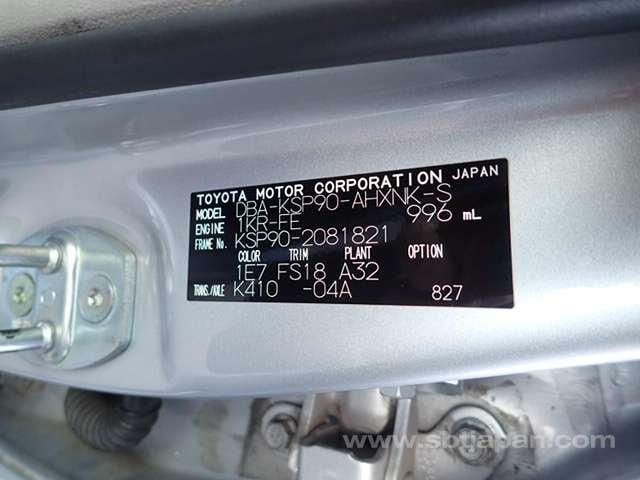 TOYOTA MOTOR CORPORATION JAPAN
MODEL DBA-KSP90-AHXNK-S
ENGINE 1KR-FE 996 mL
FRAME No. KSP90-2081821
COLOR TRIM PLANT OPTION
1E7 FS18 A32
TRANS./AXLE K410 -04A 827
www.sbtjapan.com